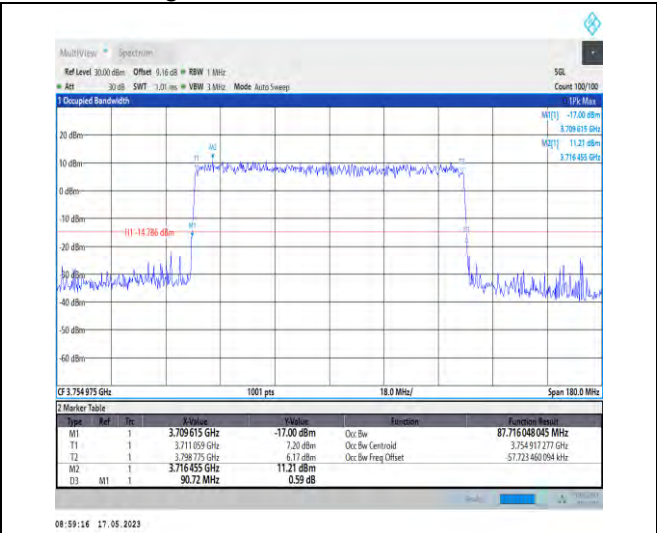 MultiView Spectrum
Ref Level 30.00 dBm Offset 9.16 dB RBW 1 MHz SGL
Att 30 dB SWT 1.01 ms VBW 3 MHz Mode Auto Sweep Count 100/100
1 Occupied Bandwidth 1Pk Max
M1[1] -17.00 dBm
3.709 615 GHz
M2[1] 11.21 dBm
3.716 455 GHz
20 dBm
M2
T1 T2
10 dBm
0 dBm
-10 dBm
H1 -14.786 dBm M1 D3
-20 dBm
-30 dBm
-40 dBm
-50 dBm
-60 dBm
CF 3.754 975 GHz 1001 pts 18.0 MHz/ Span 180.0 MHz
2 Marker Table
Type Ref Trc X-Value Y-Value Function Function Result
M1 1 3.709 615 GHz -17.00 dBm Occ Bw 87.716 048 045 MHz
T1 1 3.711 059 GHz 7.20 dBm Occ Bw Centroid 3.754 917 277 GHz
T2 1 3.798 775 GHz 6.17 dBm Occ Bw Freq Offset -57.723 460 094 kHz
M2 1 3.716 455 GHz 11.21 dBm
D3 M1 1 90.72 MHz 0.59 dB
08:59:16 17.05.2023